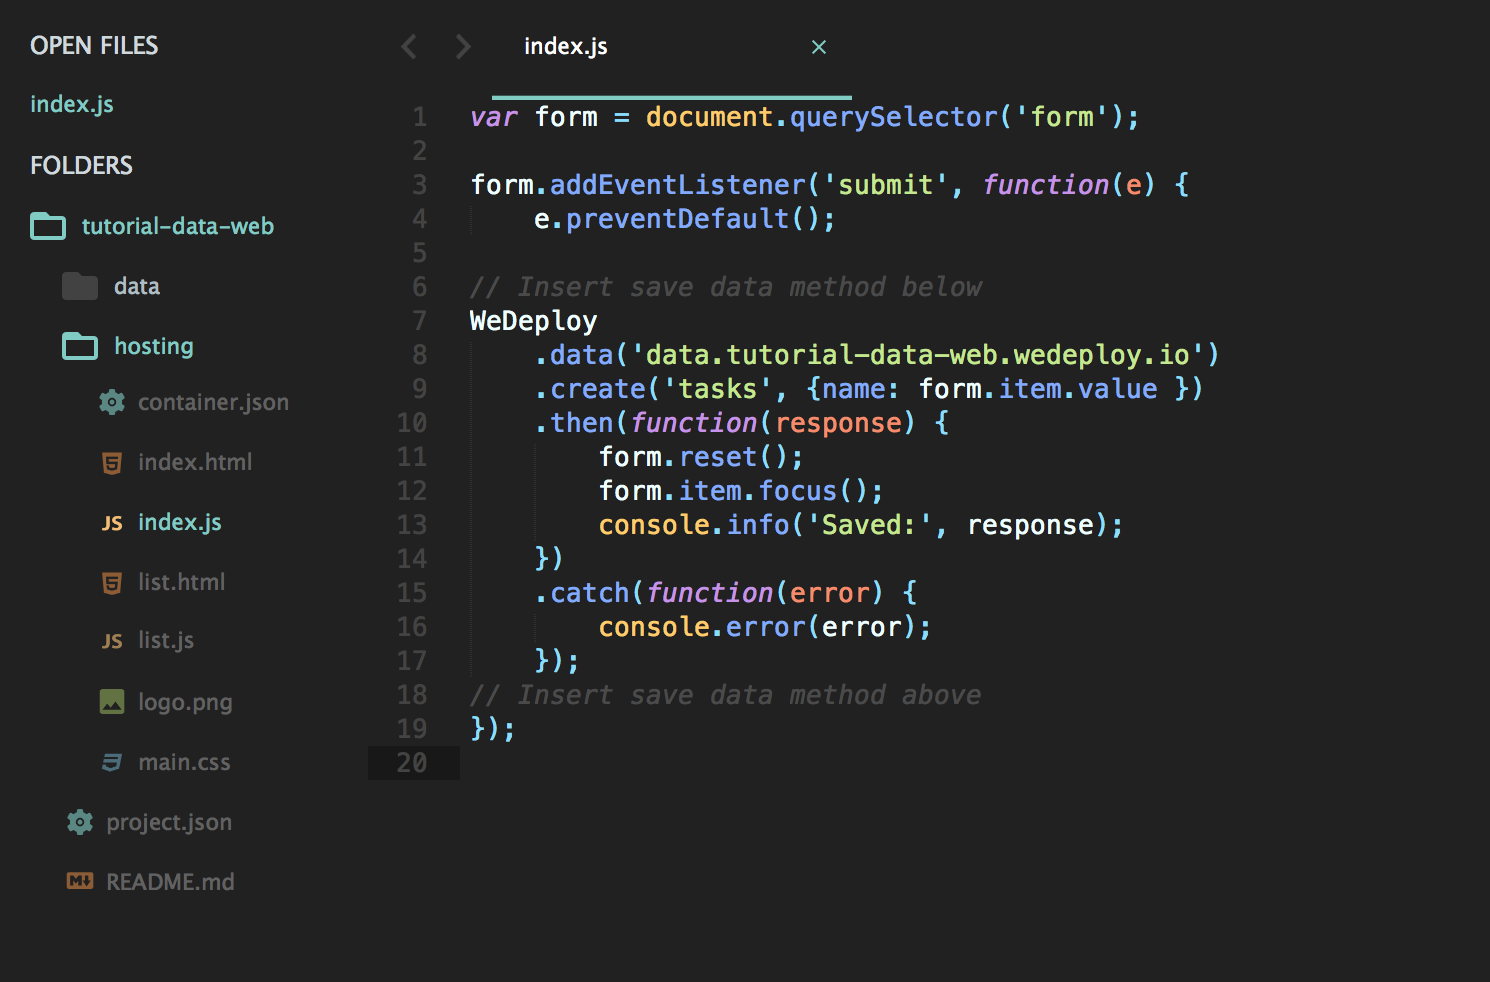 OPEN FILES
index.js
FOLDERS
tutorial-data-web
data
hosting
container.json
index.html
JS index.js
list.html
JS list.js
logo.png
main.css
project.json
README.md
index.js ×
1 var form = document.querySelector('form');
2
3 form.addEventListener('submit', function(e) {
4     e.preventDefault();
5
6 // Insert save data method below
7 WeDeploy
8     .data('data.tutorial-data-web.wedeploy.io')
9     .create('tasks', {name: form.item.value })
10     .then(function(response) {
11         form.reset();
12         form.item.focus();
13         console.info('Saved:', response);
14     })
15     .catch(function(error) {
16         console.error(error);
17     });
18 // Insert save data method above
19 });
20